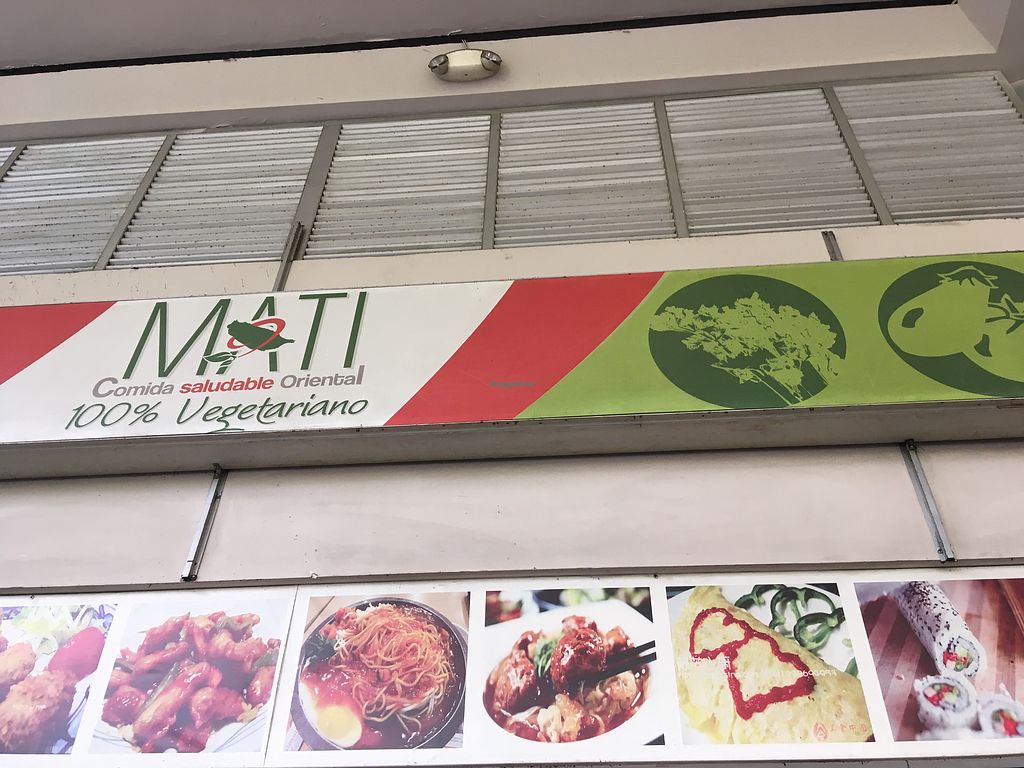 MATI
Comida saludable Oriental
100% Vegetariano